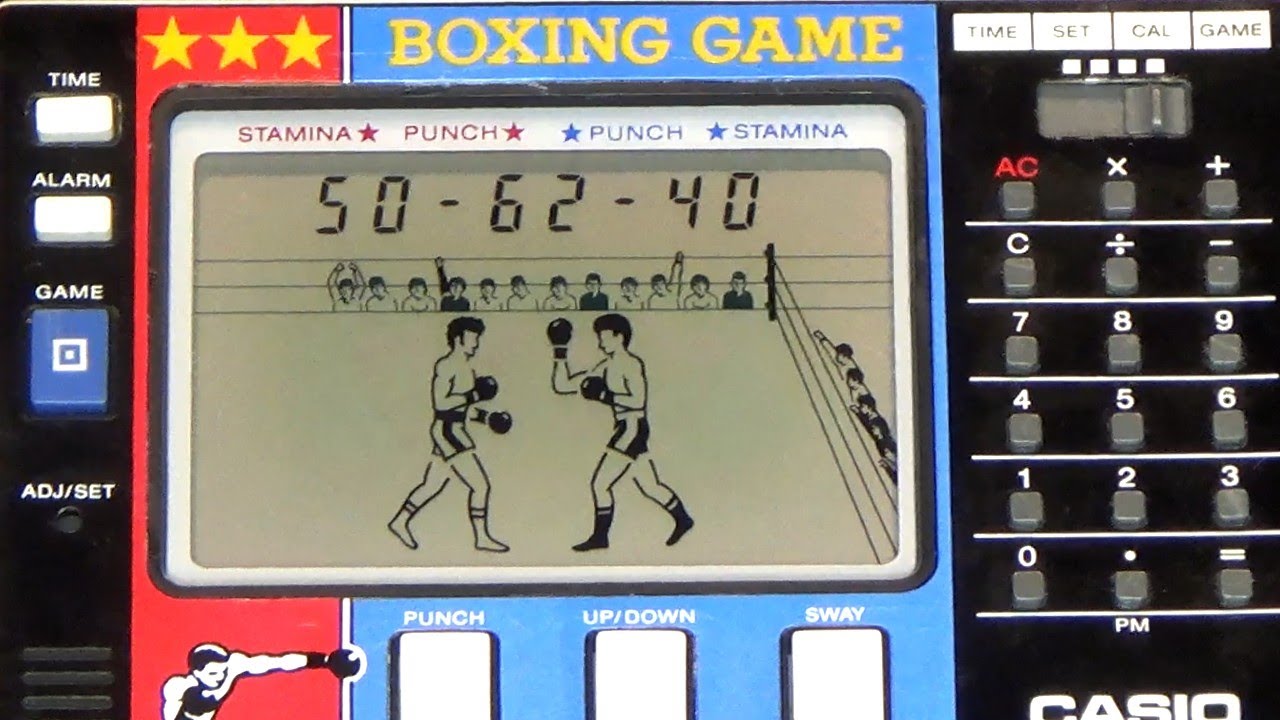 ★★★ BOXING GAME
TIME SET CAL GAME
TIME
ALARM
GAME
ADJ/SET
STAMINA★ PUNCH★ ★PUNCH ★STAMINA
50-62-40
AC × +
C ÷ −
7 8 9
4 5 6
1 2 3
0 • =
PM
PUNCH UP/DOWN SWAY
CASIO